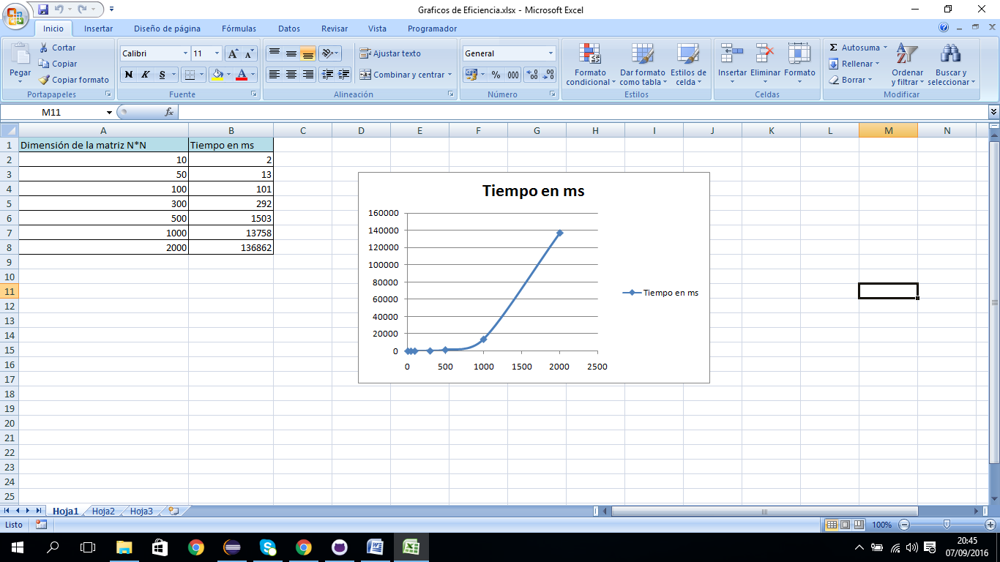 Graficos de Eficiencia.xlsx - Microsoft Excel
Inicio Insertar Diseño de página Fórmulas Datos Revisar Vista Programador
Pegar
Cortar
Copiar
Copiar formato
Portapapeles
Calibri 11
N K S
Fuente
Ajustar texto
Combinar y centrar
Alineación
General
% 000
Número
Formato condicional
Dar formato como tabla
Estilos de celda
Estilos
Insertar Eliminar Formato
Celdas
Autosuma
Rellenar
Borrar
Ordenar y filtrar
Buscar y seleccionar
Modificar
M11 fx
A B C D E F G H I J K L M N
1 Dimensión de la matriz N*N Tiempo en ms
2 10 2
3 50 13
4 100 101
5 300 292
6 500 1503
7 1000 13758
8 2000 136862
9
10
11
12
13
14
15
16
17
18
19
20
21
22
23
24
25
Tiempo en ms
160000
140000
120000
100000
80000
60000
40000
20000
0
0 500 1000 1500 2000 2500
Tiempo en ms
Hoja1 Hoja2 Hoja3
Listo 100%
20:45
07/09/2016